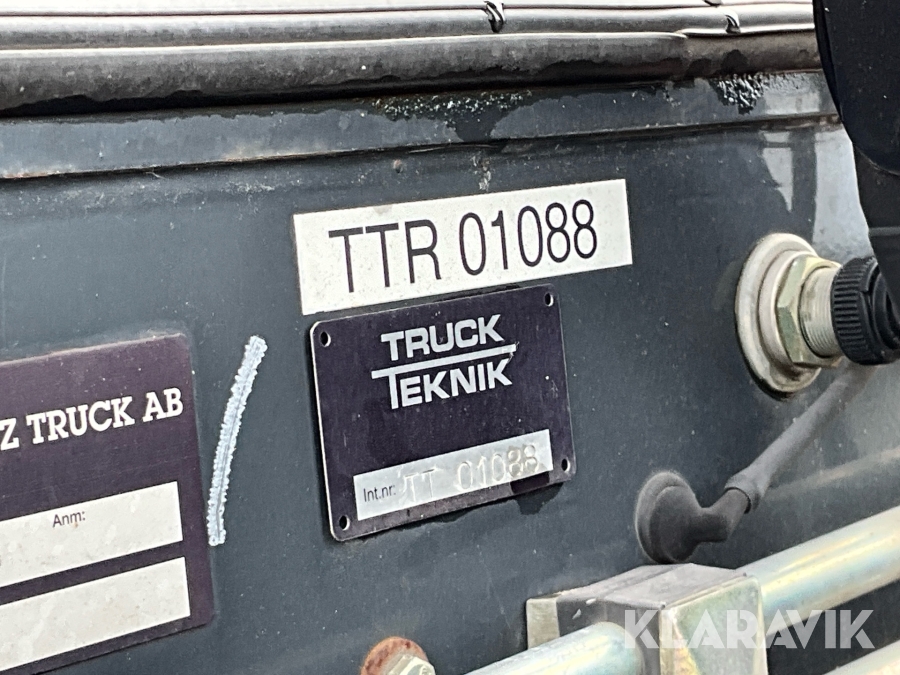 TTR 01088
TRUCK
TEKNIK
Int.nr. TT 01088
Z TRUCK AB
Anm:
KLARAVIK